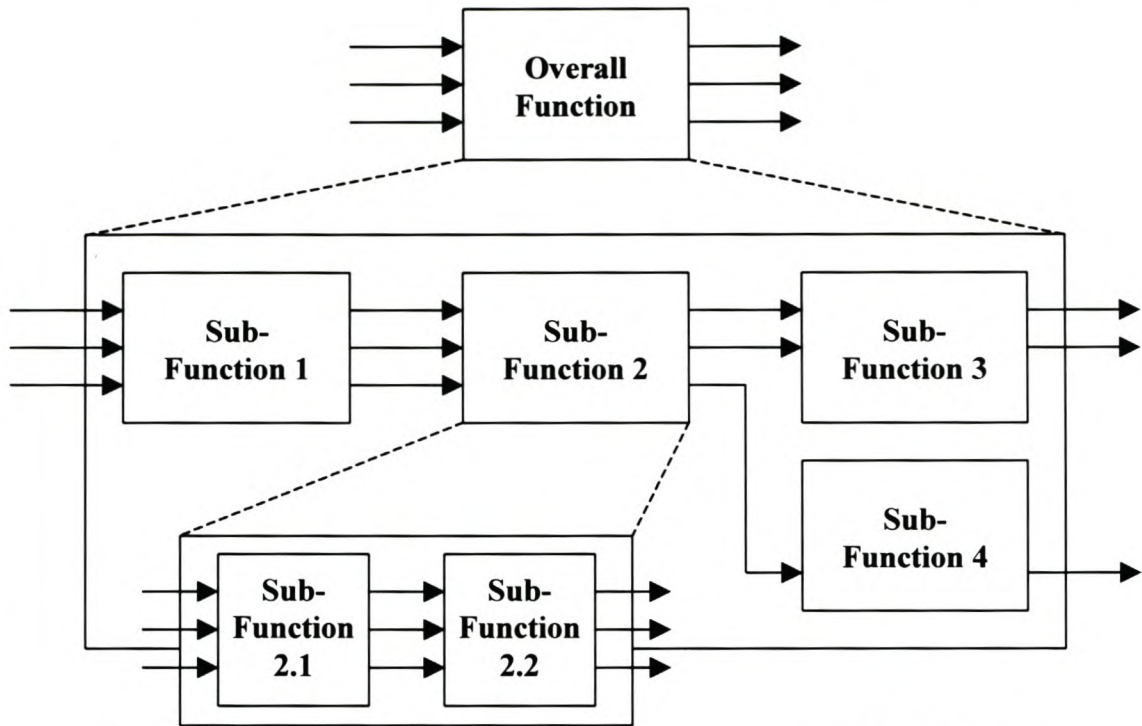 Overall
Function
Sub-
Function 1
Sub-
Function 2
Sub-
Function 3
Sub-
Function 4
Sub-
Function
2.1
Sub-
Function
2.2